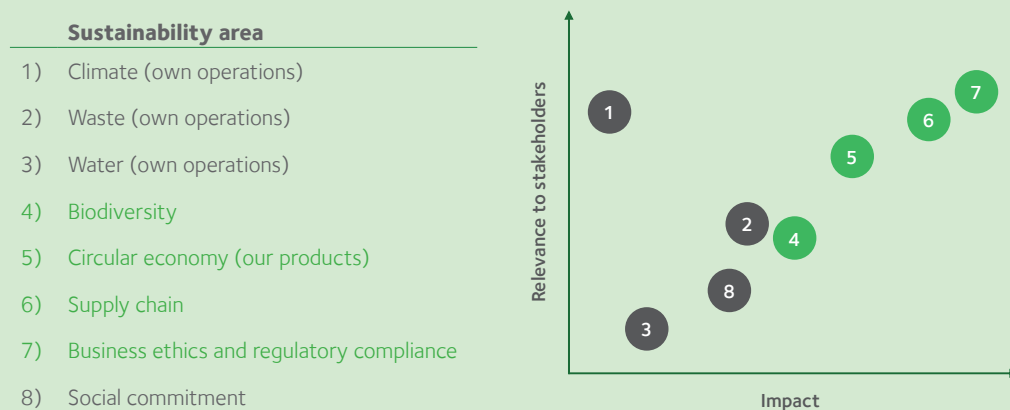 Sustainability area
1) Climate (own operations)
2) Waste (own operations)
3) Water (own operations)
4) Biodiversity
5) Circular economy (our products)
6) Supply chain
7) Business ethics and regulatory compliance
8) Social commitment
Relevance to stakeholders
1
7
6
5
2
4
8
3
Impact